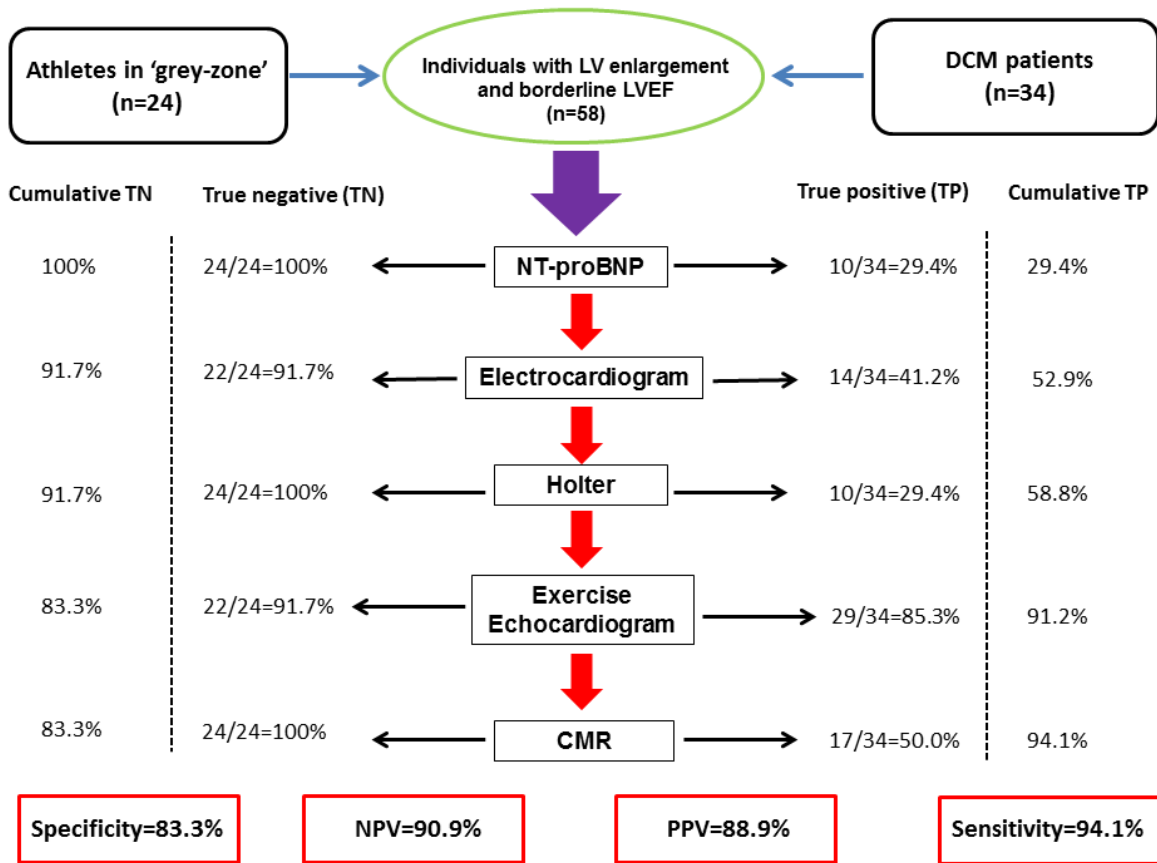 Athletes in ‘grey-zone’
(n=24)
Individuals with LV enlargement
and borderline LVEF
(n=58)
DCM patients
(n=34)
Cumulative TN
True negative (TN)
True positive (TP)
Cumulative TP
100%
24/24=100%
NT-proBNP
10/34=29.4%
29.4%
91.7%
22/24=91.7%
Electrocardiogram
14/34=41.2%
52.9%
91.7%
24/24=100%
Holter
10/34=29.4%
58.8%
83.3%
22/24=91.7%
Exercise
Echocardiogram
29/34=85.3%
91.2%
83.3%
24/24=100%
CMR
17/34=50.0%
94.1%
Specificity=83.3%
NPV=90.9%
PPV=88.9%
Sensitivity=94.1%